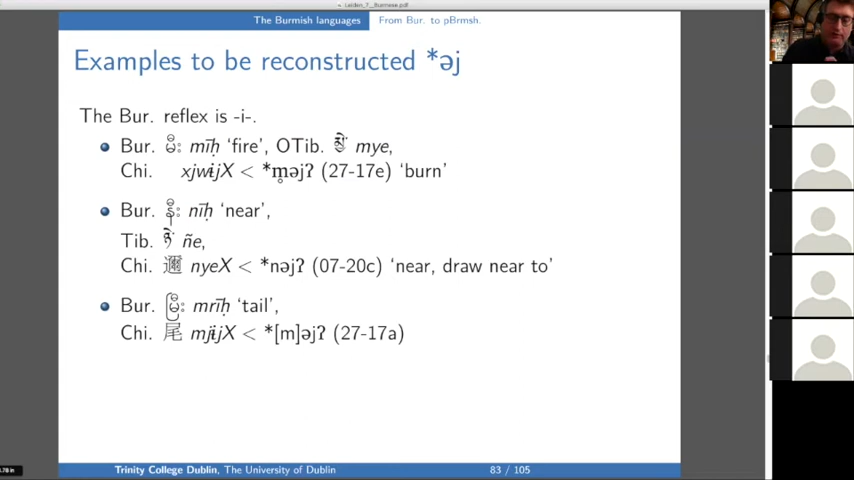 Leiden_7__Burmese.pdf
The Burmish languages From Bur. to pBrmsh.
Examples to be reconstructed *əj
The Bur. reflex is -i-.
Bur. မီး mīḥ ‘fire’, OTib. སྨྱེ་ mye,
Chi. xjwɨjX < *m̥əjʔ (27-17e) ‘burn’
Bur. နီး nīḥ ‘near’,
Tib. ཉེ་ ñe,
Chi. 邇 nyeX < *nəjʔ (07-20c) ‘near, draw near to’
Bur. မြီး mrīḥ ‘tail’,
Chi. 尾 mjɨjX < *[m]əjʔ (27-17a)
Trinity College Dublin, The University of Dublin 83 / 105